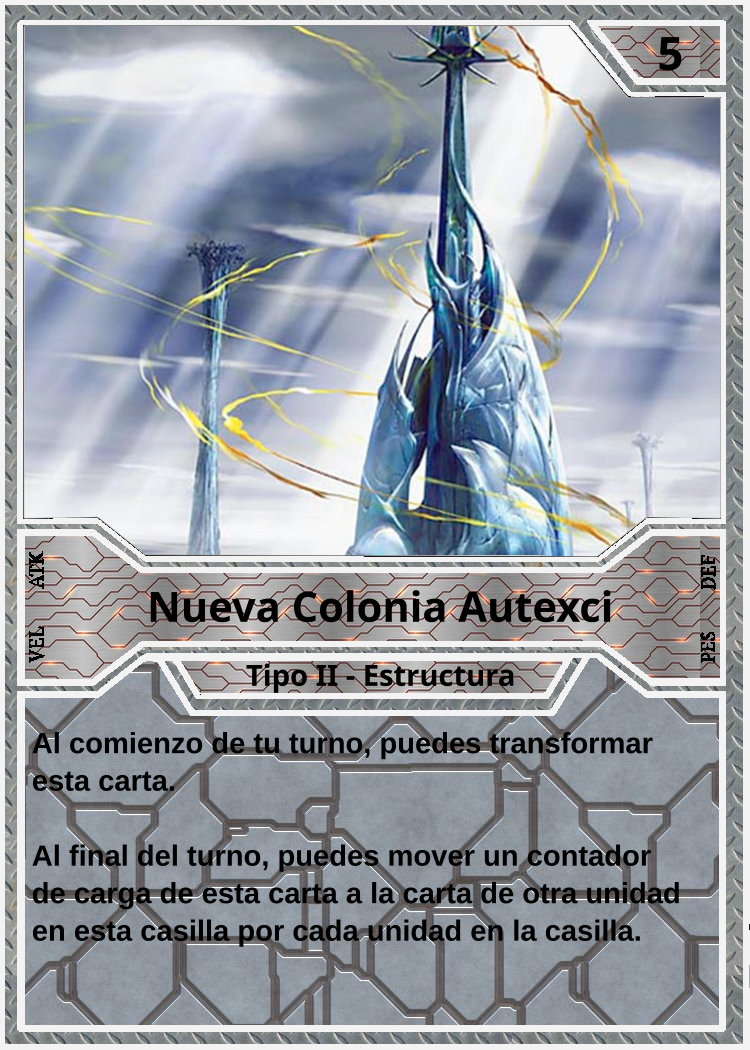 5
ATK
DEF
Nueva Colonia Autexci
VEL
PES
Tipo II - Estructura
Al comienzo de tu turno, puedes transformar
esta carta.
Al final del turno, puedes mover un contador
de carga de esta carta a la carta de otra unidad
en esta casilla por cada unidad en la casilla.